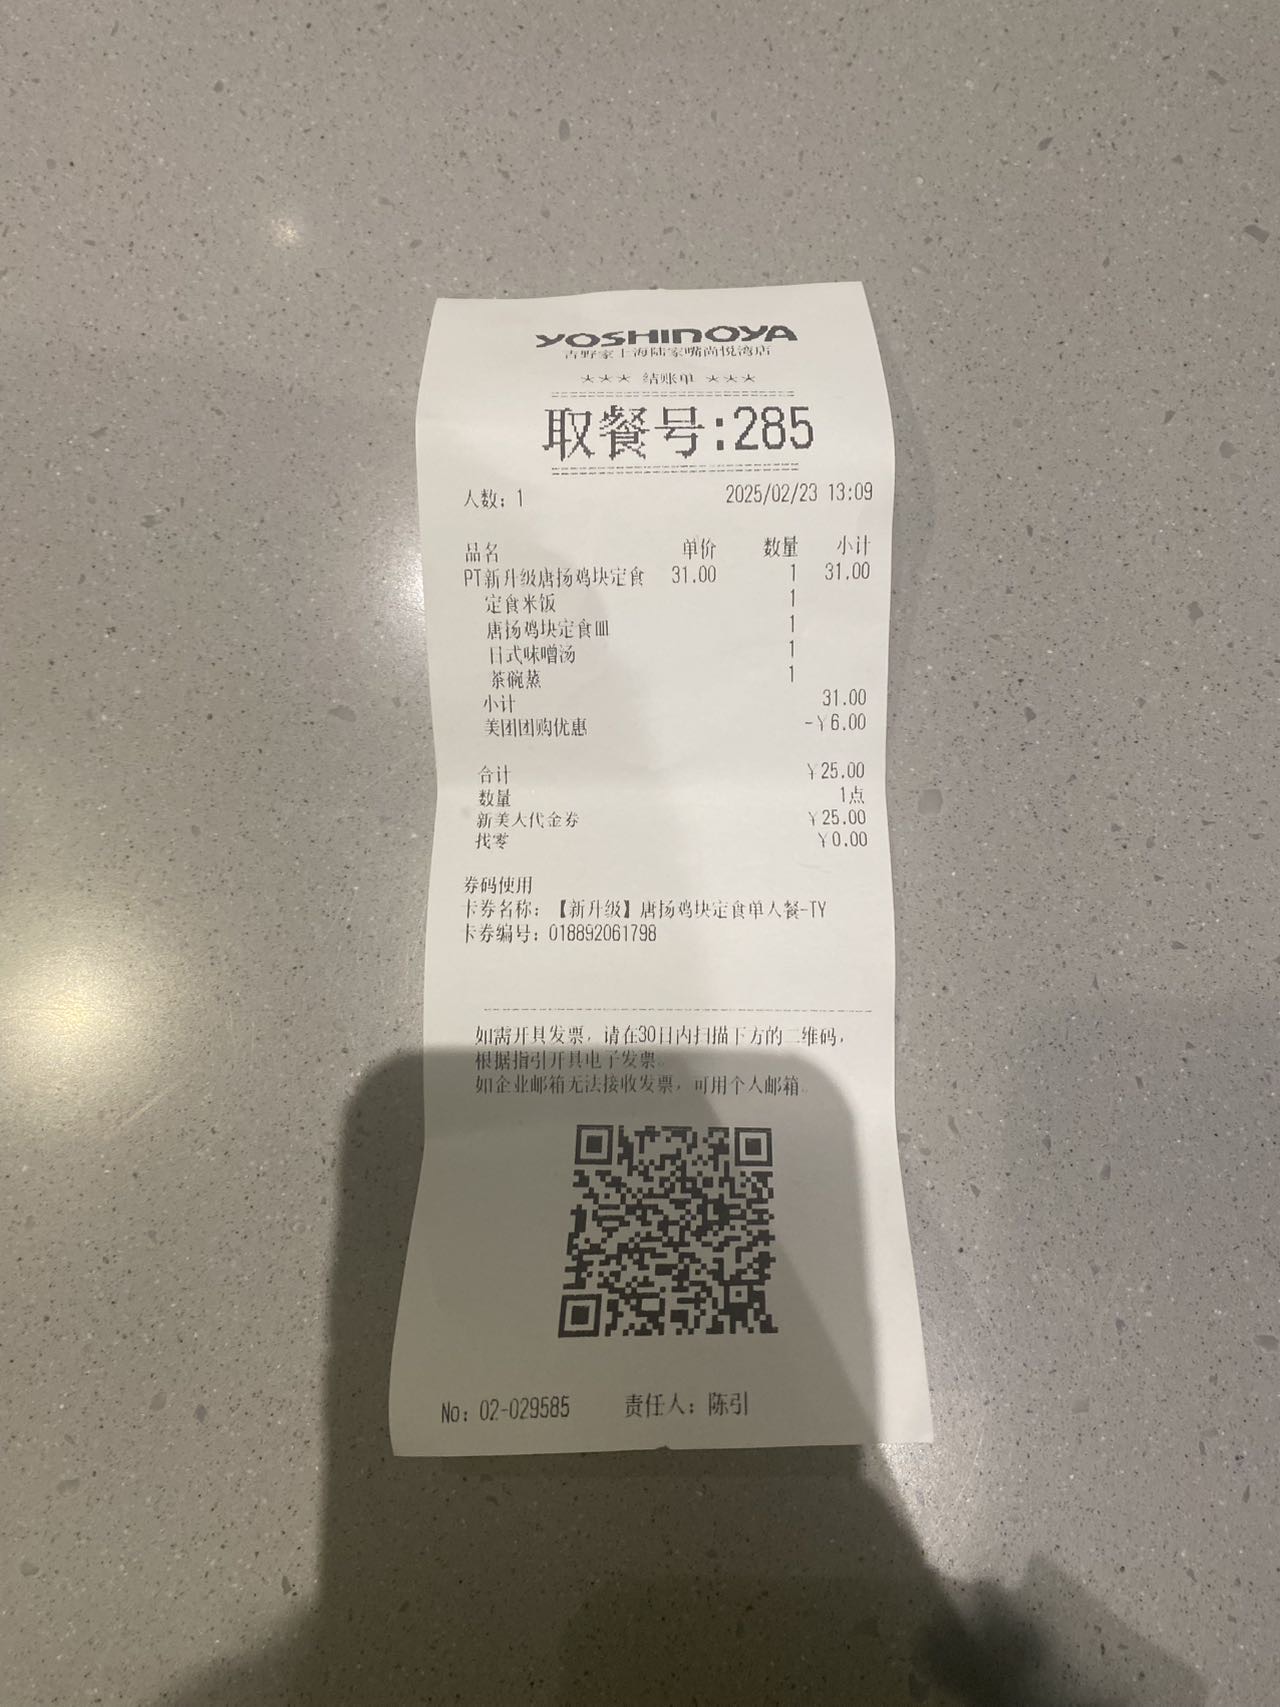 YOSHINOYA
吉野家上海陆家嘴尚悦湾店
*** 结账单 ***
取餐号:285
人数: 1 2025/02/23 13:09
品名 单价 数量 小计
PT新升级唐扬鸡块定食 31.00 1 31.00
定食米饭 1
唐扬鸡块定食皿 1
日式味噌汤 1
茶碗蒸 1
小计 31.00
美团团购优惠 -¥6.00
合计 ¥25.00
数量 1点
新美大代金券 ¥25.00
找零 ¥0.00
券码使用
卡券名称: 【新升级】唐扬鸡块定食单人餐-TY
卡券编号: 018892061798
如需开具发票, 请在30日内扫描下方的二维码,
根据指引开具电子发票。
如企业邮箱无法接收发票, 可用个人邮箱。
No: 02-029585 责任人: 陈引